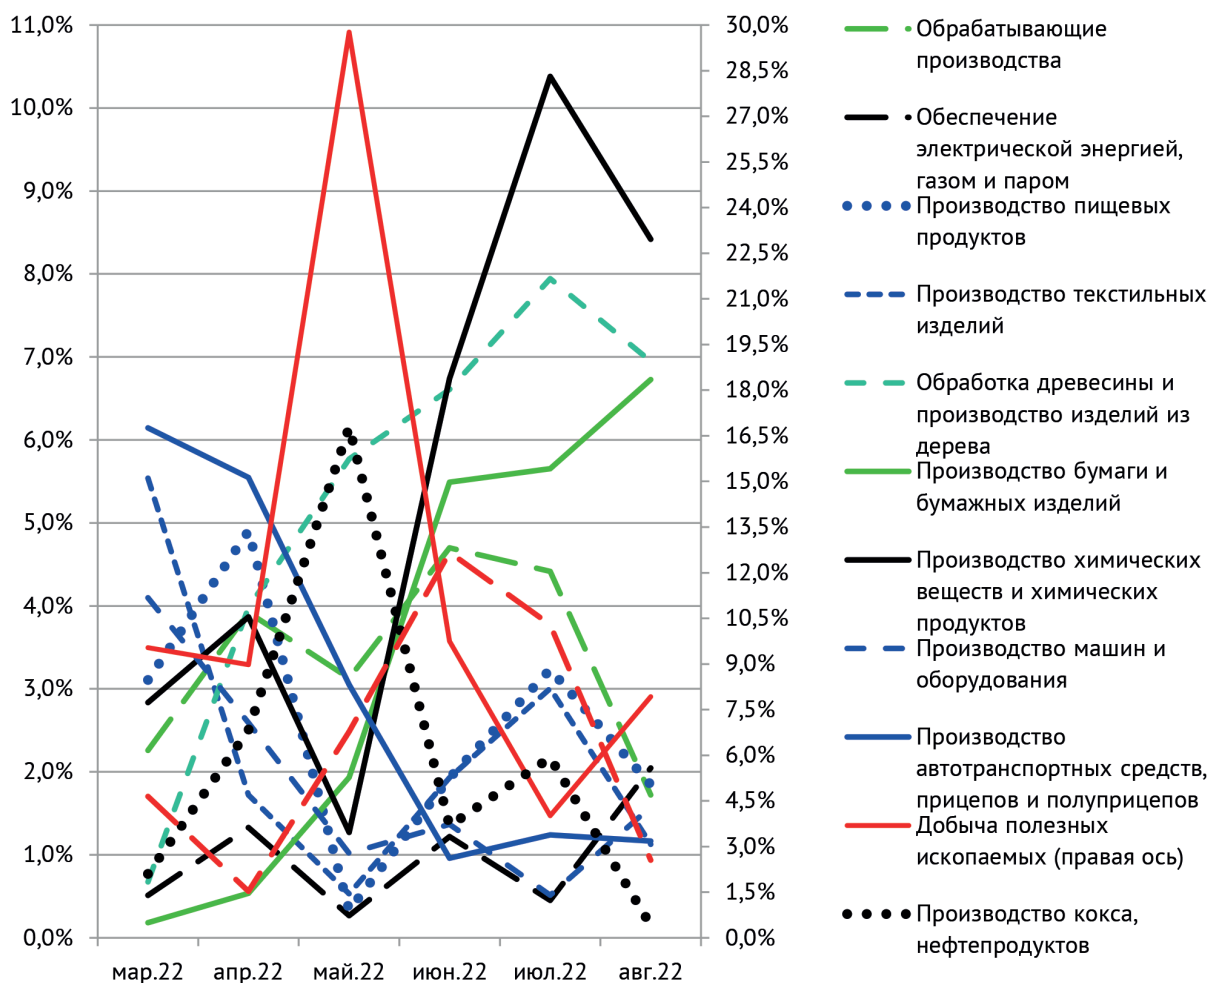 11,0%
10,0%
9,0%
8,0%
7,0%
6,0%
5,0%
4,0%
3,0%
2,0%
1,0%
0,0%
30,0%
28,5%
27,0%
25,5%
24,0%
22,5%
21,0%
19,5%
18,0%
16,5%
15,0%
13,5%
12,0%
10,5%
9,0%
7,5%
6,0%
4,5%
3,0%
1,5%
0,0%
мар.22 апр.22 май.22 июн.22 июл.22 авг.22
Обрабатывающие
производства
Обеспечение
электрической энергией,
газом и паром
Производство пищевых
продуктов
Производство текстильных
изделий
Обработка древесины и
производство изделий из
дерева
Производство бумаги и
бумажных изделий
Производство химических
веществ и химических
продуктов
Производство машин и
оборудования
Производство
автотранспортных средств,
прицепов и полуприцепов
Добыча полезных
ископаемых (правая ось)
Производство кокса,
нефтепродуктов